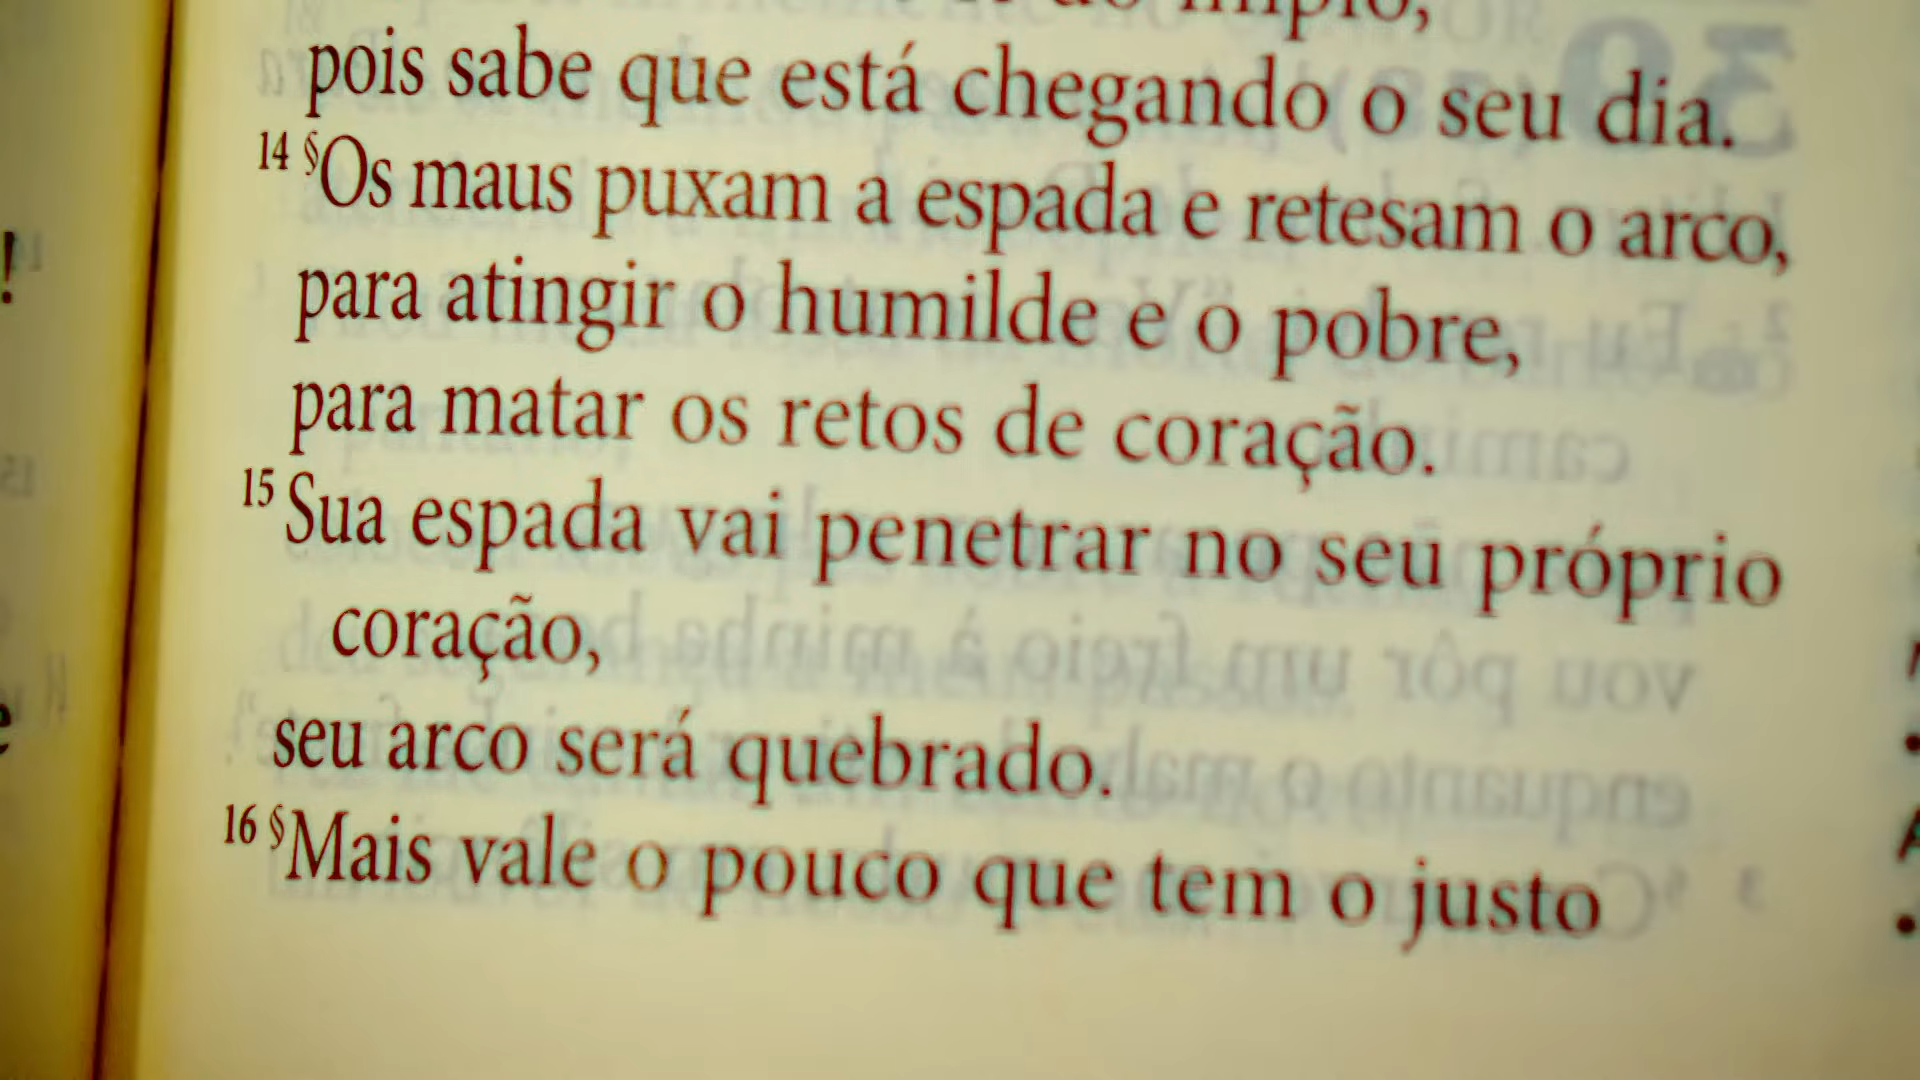 ímpio,
pois sabe que está chegando o seu dia.
14 §Os maus puxam a espada e retesam o arco,
para atingir o humilde e o pobre,
para matar os retos de coração.
15 Sua espada vai penetrar no seu próprio
coração,
seu arco será quebrado.
16 §Mais vale o pouco que tem o justo